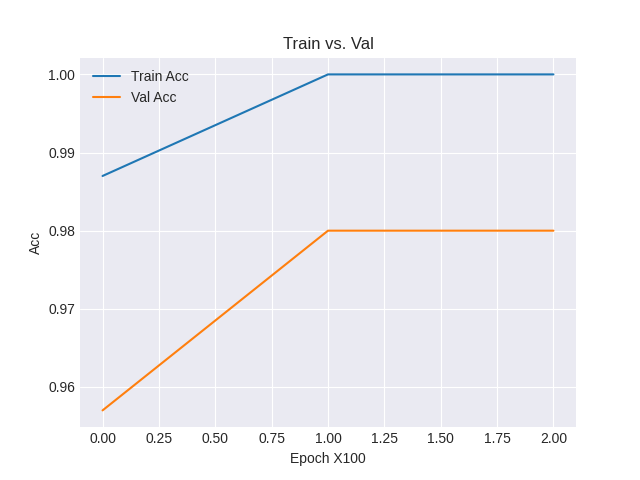 Train vs. Val
Train Acc
Val Acc
1.00
0.99
0.98
0.97
0.96
Acc
0.00 0.25 0.50 0.75 1.00 1.25 1.50 1.75 2.00
Epoch X100